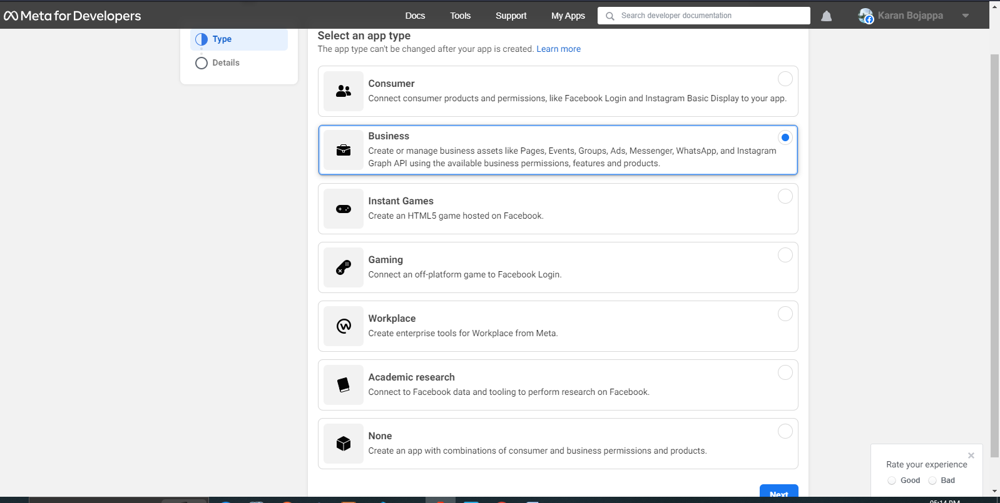 Meta for Developers
Docs Tools Support My Apps Search developer documentation Karan Bojappa
Type
Details
Select an app type
The app type can't be changed after your app is created. Learn more
Consumer
Connect consumer products and permissions, like Facebook Login and Instagram Basic Display to your app.
Business
Create or manage business assets like Pages, Events, Groups, Ads, Messenger, WhatsApp, and Instagram
Graph API using the available business permissions, features and products.
Instant Games
Create an HTML5 game hosted on Facebook.
Gaming
Connect an off-platform game to Facebook Login.
Workplace
Create enterprise tools for Workplace from Meta.
Academic research
Connect to Facebook data and tooling to perform research on Facebook.
None
Create an app with combinations of consumer and business permissions and products.
Next
Rate your experience
Good Bad
05:14 PM